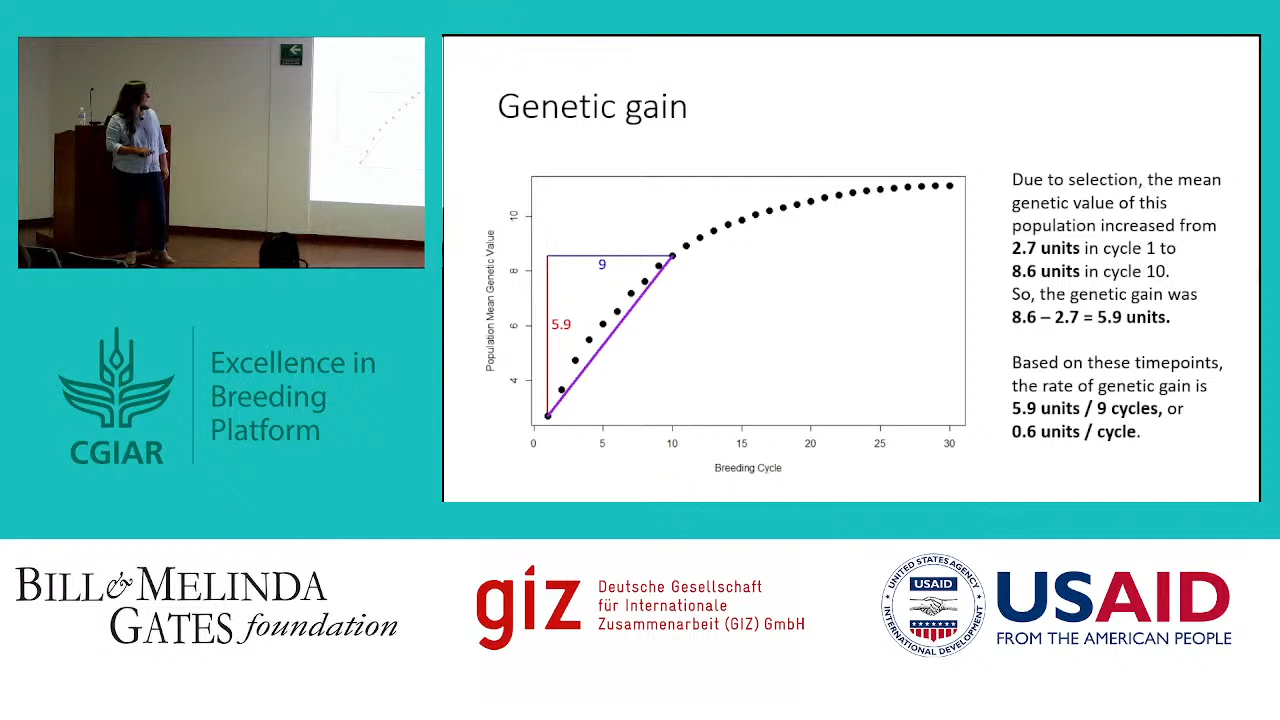 Genetic gain
Population Mean Genetic Value
10
8
6
4
9
5.9
0
5
10
15
20
25
30
Breeding Cycle
Due to selection, the mean
genetic value of this
population increased from
2.7 units in cycle 1 to
8.6 units in cycle 10.
So, the genetic gain was
8.6 – 2.7 = 5.9 units.
Based on these timepoints,
the rate of genetic gain is
5.9 units / 9 cycles, or
0.6 units / cycle.
CGIAR
Excellence in
Breeding
Platform
BILL & MELINDA
GATES foundation
giz
Deutsche Gesellschaft
für Internationale
Zusammenarbeit (GIZ) GmbH
UNITED STATES AGENCY
USAID
INTERNATIONAL DEVELOPMENT
USAID
FROM THE AMERICAN PEOPLE